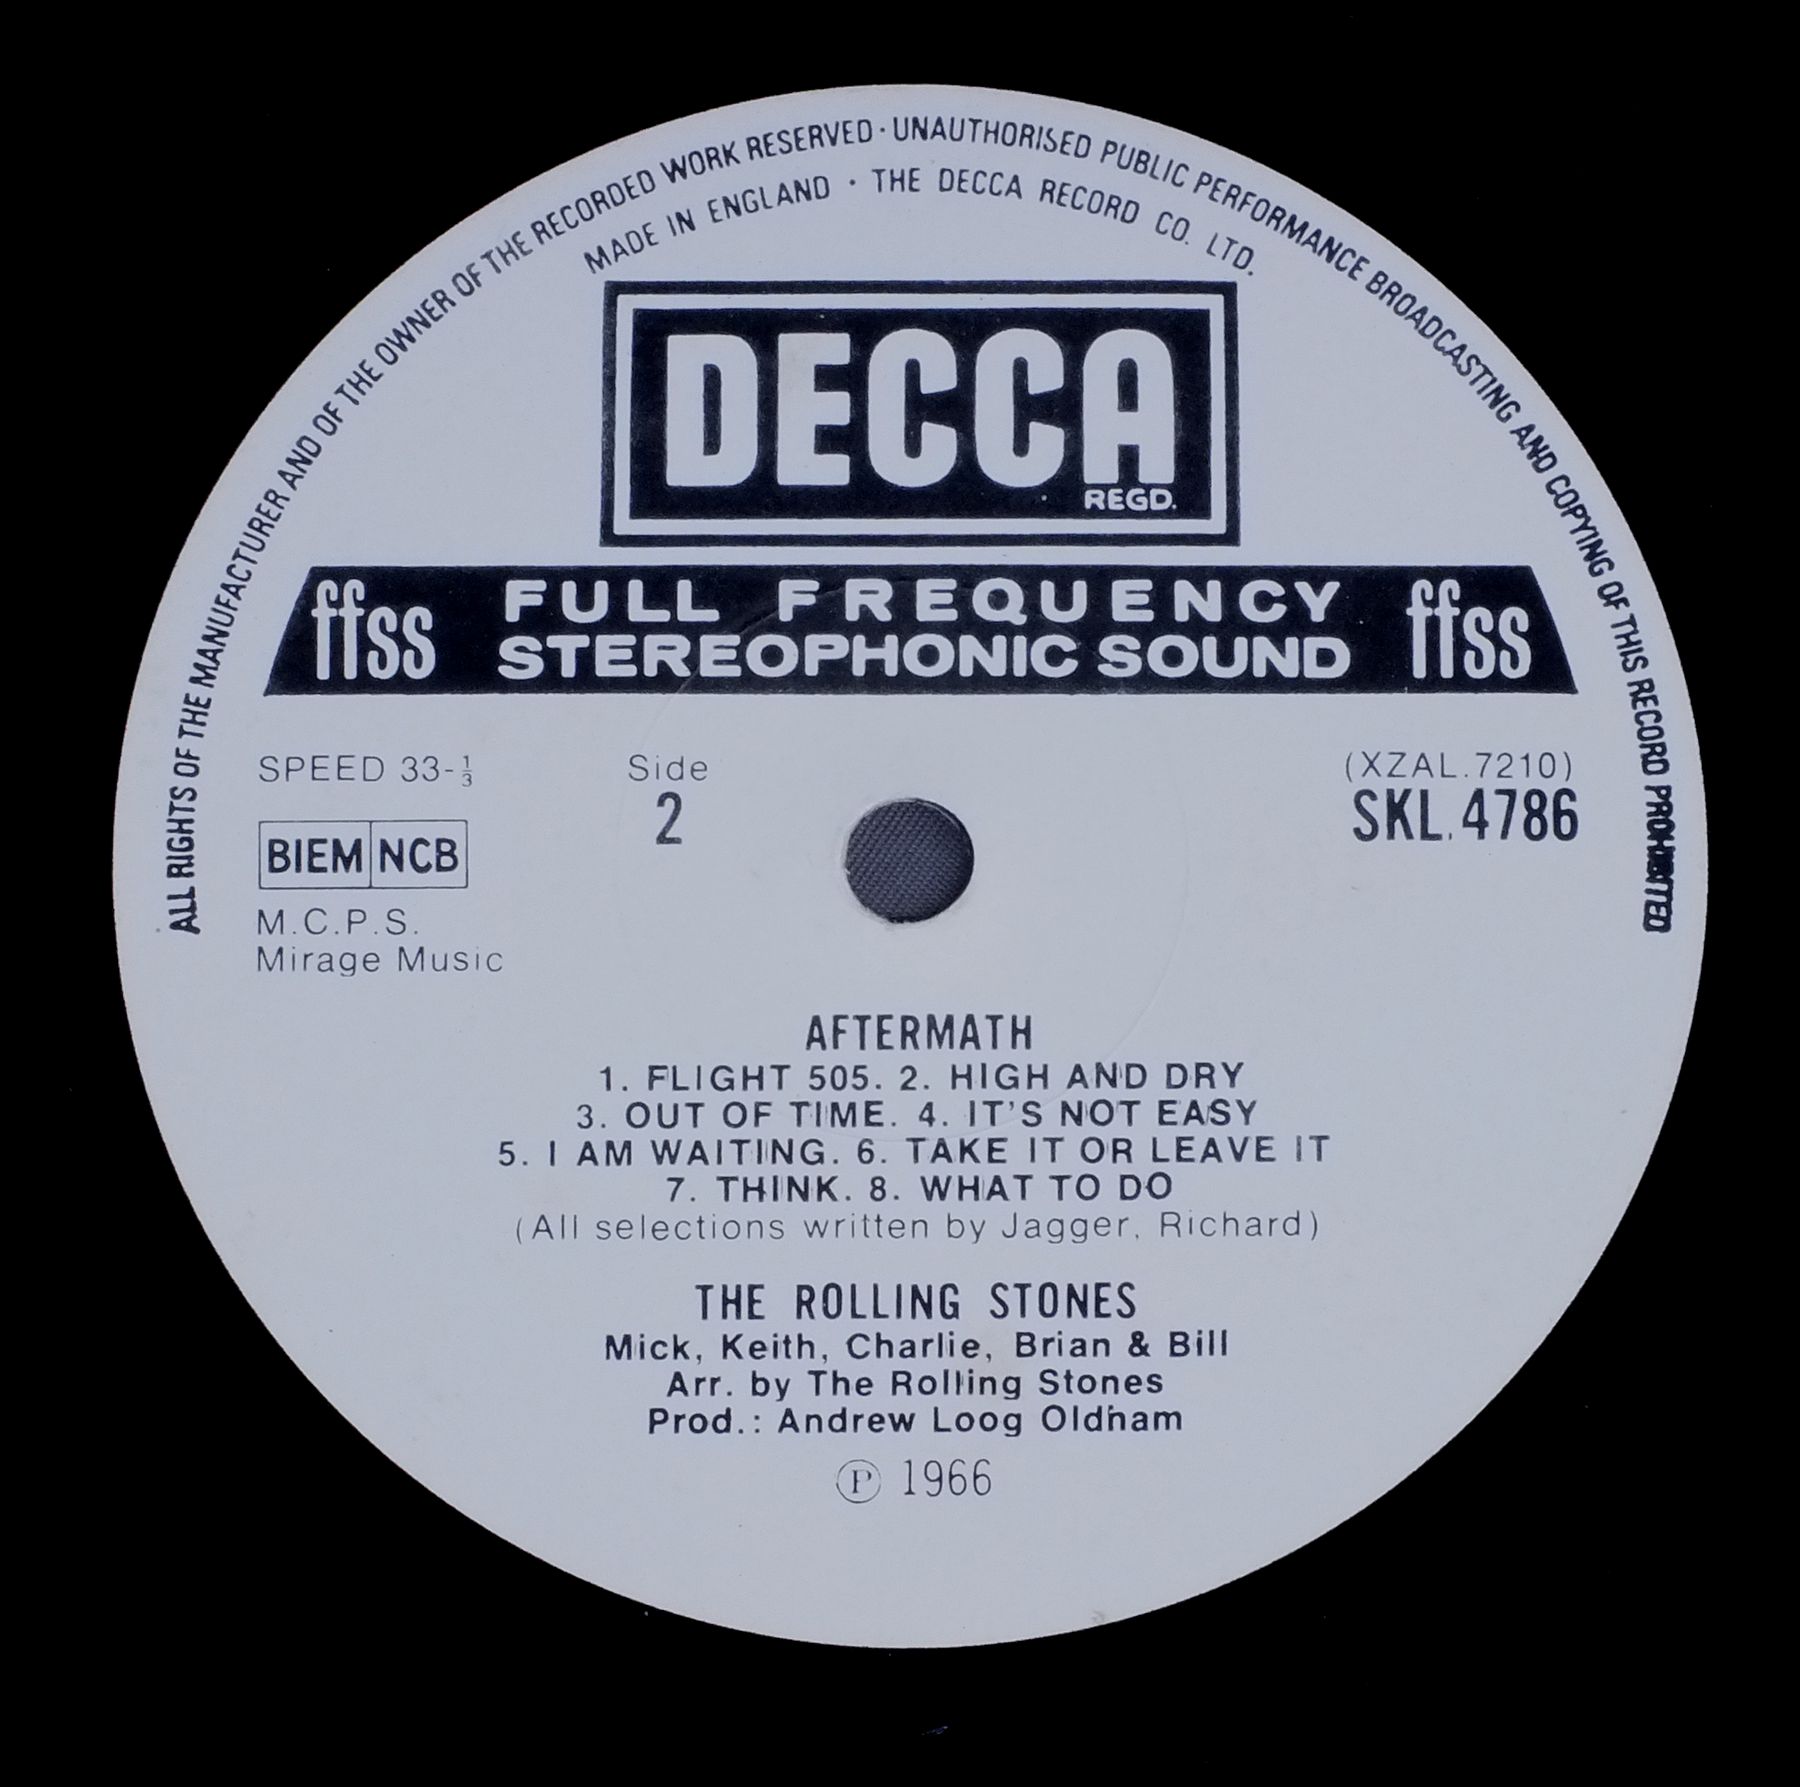 ALL RIGHTS OF THE MANUFACTURER AND OF THE OWNER OF THE RECORDED WORK RESERVED · UNAUTHORISED PUBLIC PERFORMANCE BROADCASTING AND COPYING OF THIS RECORD PROHIBITED
MADE IN ENGLAND · THE DECCA RECORD CO. LTD.
DECCA
REGD.
ffss FULL FREQUENCY STEREOPHONIC SOUND ffss
SPEED 33-⅓
Side
2
(XZAL.7210)
SKL.4786
BIEM NCB
M.C.P.S.
Mirage Music
AFTERMATH
1. FLIGHT 505. 2. HIGH AND DRY
3. OUT OF TIME. 4. IT'S NOT EASY
5. I AM WAITING. 6. TAKE IT OR LEAVE IT
7. THINK. 8. WHAT TO DO
(All selections written by Jagger, Richard)
THE ROLLING STONES
Mick, Keith, Charlie, Brian & Bill
Arr. by The Rolling Stones
Prod.: Andrew Loog Oldham
Ⓟ 1966